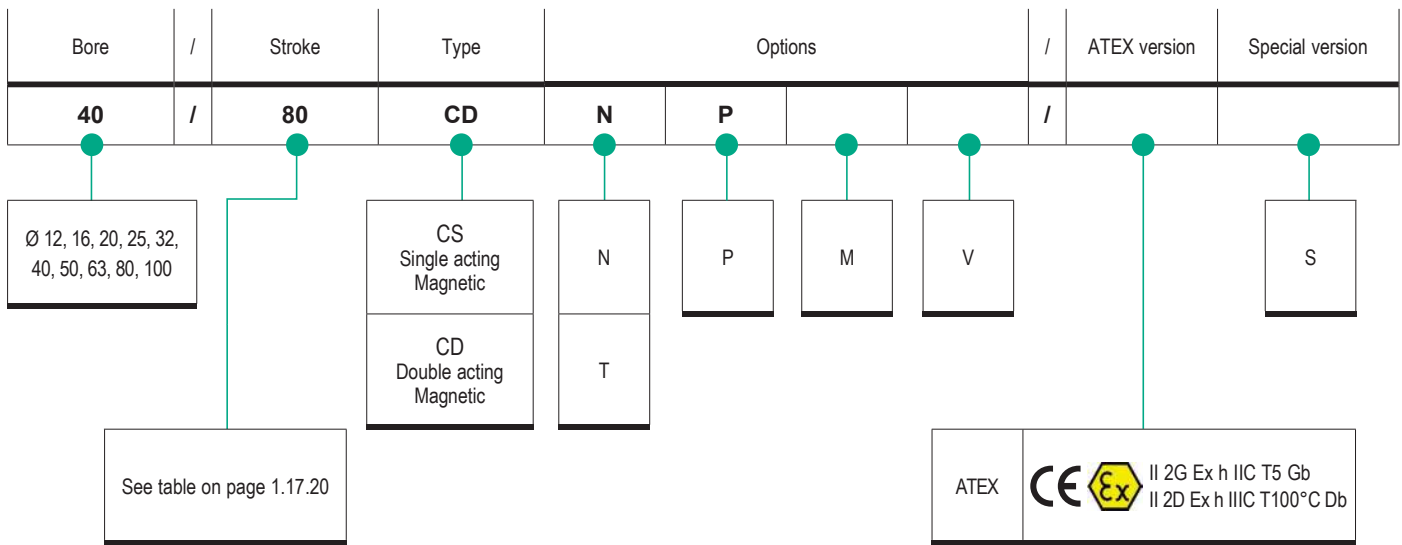 Bore / Stroke Type Options / ATEX version Special version
40 / 80 CD N P /
Ø 12, 16, 20, 25, 32,
40, 50, 63, 80, 100
CS
Single acting
Magnetic
CD
Double acting
Magnetic
N
T
P
M
V
S
See table on page 1.17.20
ATEX
CE Ex II 2G Ex h IIC T5 Gb
II 2D Ex h IIIC T100°C Db